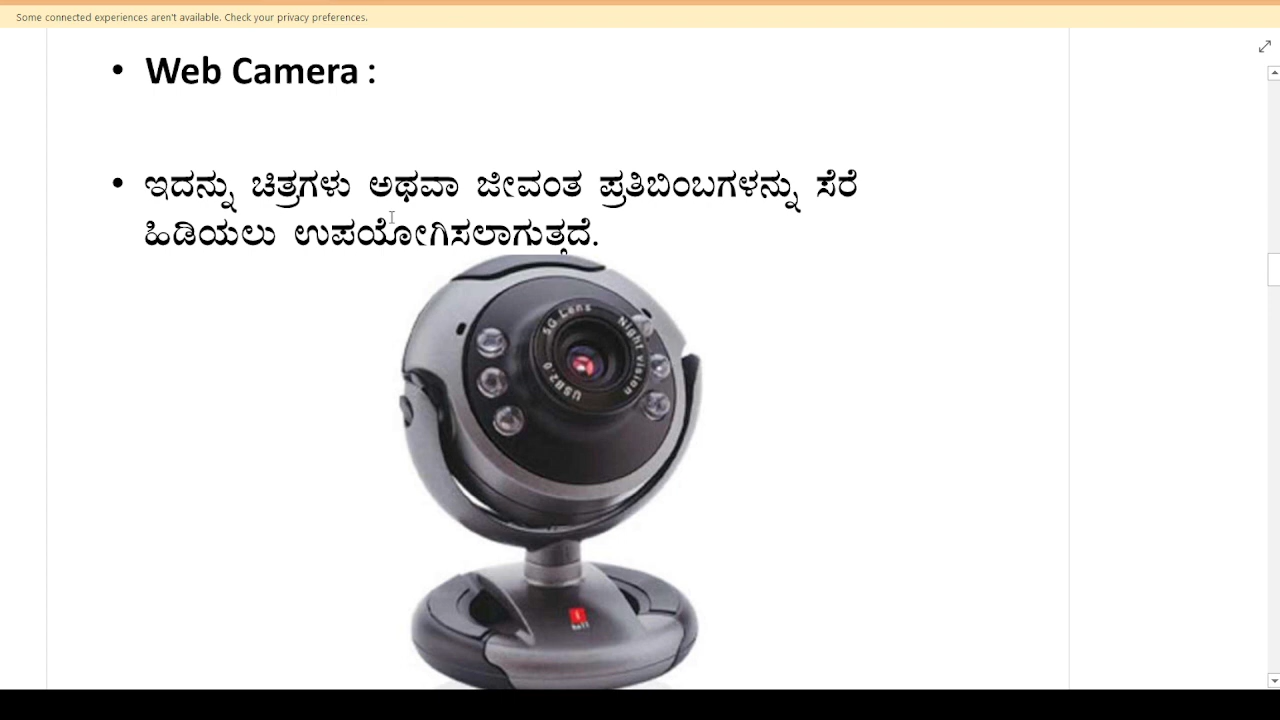 Some connected experiences aren't available. Check your privacy preferences.
• Web Camera :
• ಇದನ್ನು ಚಿತ್ರಗಳು ಅಥವಾ ಜೀವಂತ ಪ್ರತಿಬಿಂಬಗಳನ್ನು ಸೆರೆ
ಹಿಡಿಯಲು ಉಪಯೋಗಿಸಲಾಗುತ್ತದೆ.
5G Lens
Night vision
USB2.0
ball